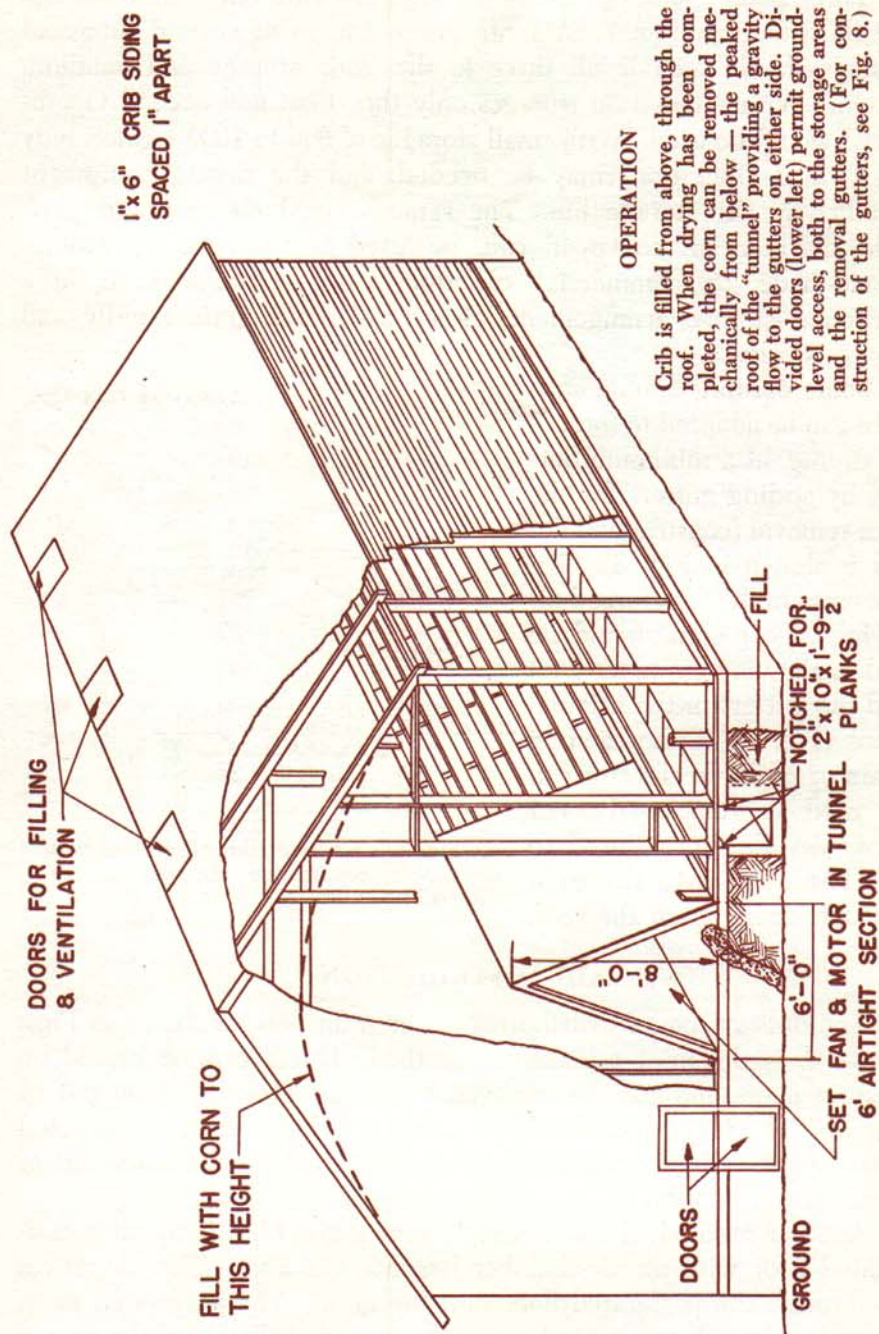 DOORS FOR FILLING
& VENTILATION
1"x 6" CRIB SIDING
SPACED 1" APART
FILL WITH CORN TO
THIS HEIGHT
8'-0"
DOORS
GROUND
6'-0"
SET FAN & MOTOR IN TUNNEL
6' AIRTIGHT SECTION
NOTCHED FOR
2"x10"x 1'-9½"
PLANKS
FILL
OPERATION
Crib is filled from above, through the
roof. When drying has been com-
pleted, the corn can be removed me-
chanically from below—the peaked
roof of the "tunnel" providing a gravity
flow to the gutters on either side. Di-
vided doors (lower left) permit ground-
level access, both to the storage areas
and the removal gutters. (For con-
struction of the gutters, see Fig. 8.)